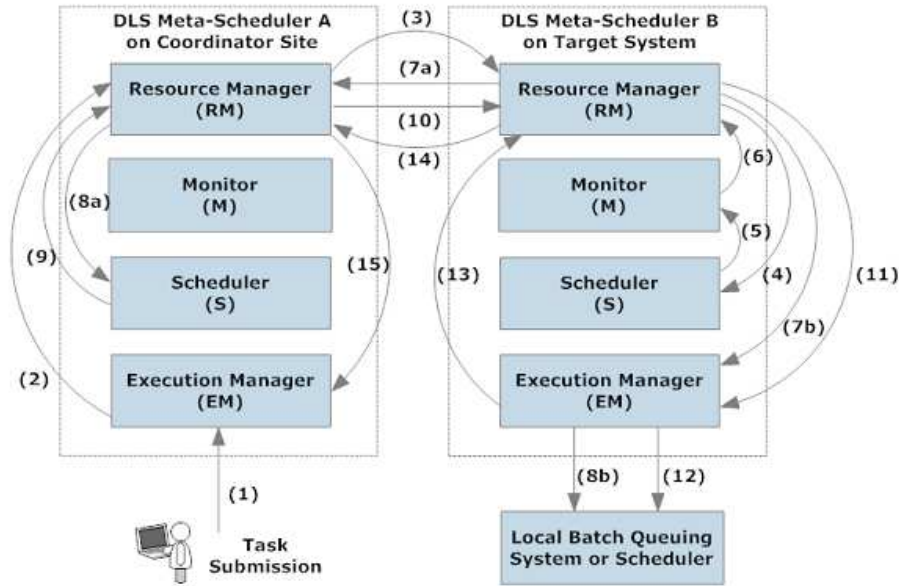 DLS Meta-Scheduler A
on Coordinator Site
(3)
DLS Meta-Scheduler B
on Target System
Resource Manager
(RM)
(7a)
(10)
(14)
Resource Manager
(RM)
(6)
Monitor
(M)
(8a)
Monitor
(M)
(5)
(9)
Scheduler
(S)
(15)
(13)
Scheduler
(S)
(4)
(11)
(7b)
(2)
Execution Manager
(EM)
Execution Manager
(EM)
(1)
(8b)
(12)
Task
Submission
Local Batch Queuing
System or Scheduler